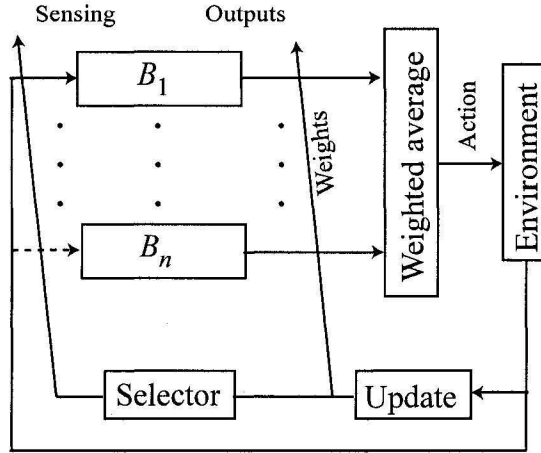 Sensing
Outputs
B1
Bn
Weights
Weighted average
Action
Environment
Selector
Update